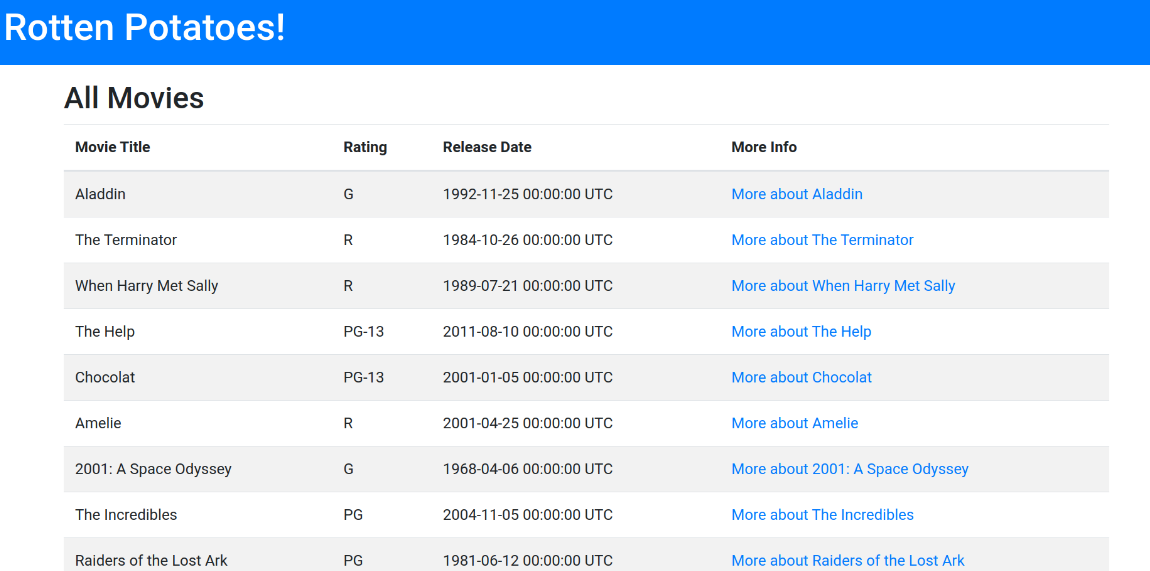 Rotten Potatoes!
All Movies
Movie Title Rating Release Date More Info
Aladdin G 1992-11-25 00:00:00 UTC More about Aladdin
The Terminator R 1984-10-26 00:00:00 UTC More about The Terminator
When Harry Met Sally R 1989-07-21 00:00:00 UTC More about When Harry Met Sally
The Help PG-13 2011-08-10 00:00:00 UTC More about The Help
Chocolat PG-13 2001-01-05 00:00:00 UTC More about Chocolat
Amelie R 2001-04-25 00:00:00 UTC More about Amelie
2001: A Space Odyssey G 1968-04-06 00:00:00 UTC More about 2001: A Space Odyssey
The Incredibles PG 2004-11-05 00:00:00 UTC More about The Incredibles
Raiders of the Lost Ark PG 1981-06-12 00:00:00 UTC More about Raiders of the Lost Ark